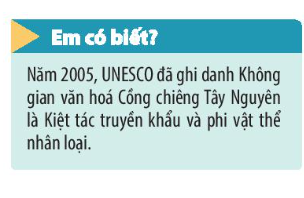 Em có biết?
Năm 2005, UNESCO đã ghi danh Không
gian văn hoá Cồng chiêng Tây Nguyên
là Kiệt tác truyền khẩu và phi vật thể
nhân loại.